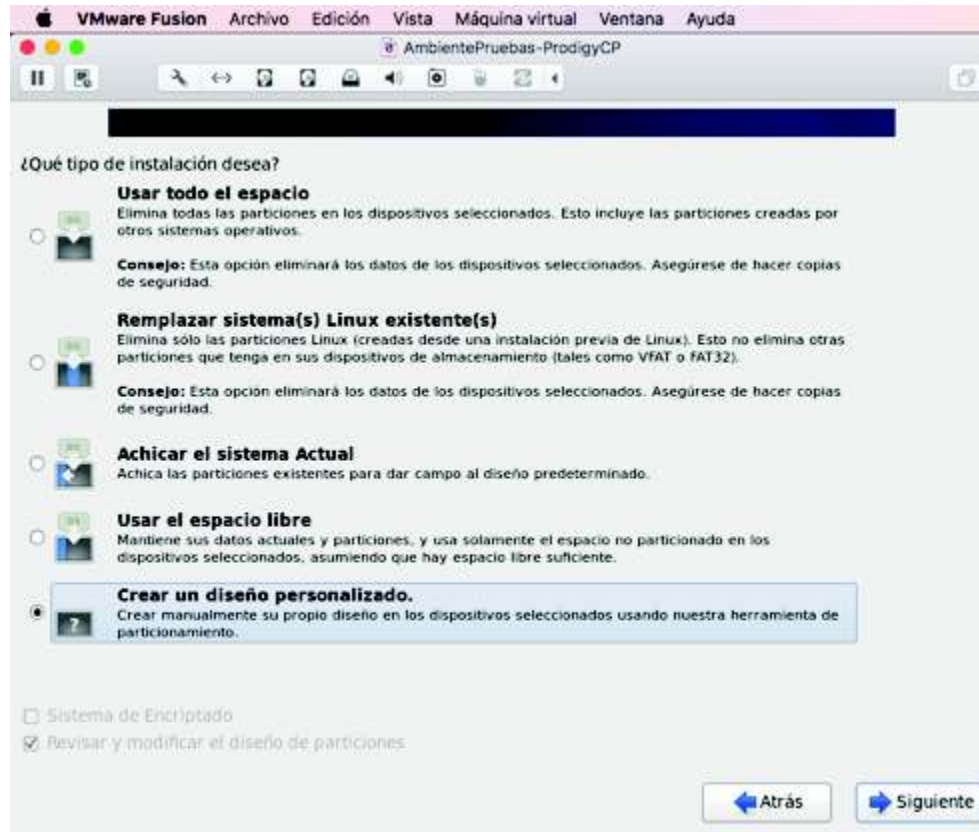 VMware Fusion Archivo Edición Vista Máquina virtual Ventana Ayuda
AmbientePruebas-ProdigyCP
¿Qué tipo de instalación desea?
Usar todo el espacio
Elimina todas las particiones en los dispositivos seleccionados. Esto incluye las particiones creadas por
otros sistemas operativos.
Consejo: Esta opción eliminará los datos de los dispositivos seleccionados. Asegúrese de hacer copias
de seguridad.
Remplazar sistema(s) Linux existente(s)
Elimina sólo las particiones Linux (creadas desde una instalación previa de Linux). Esto no elimina otras
particiones que tenga en sus dispositivos de almacenamiento (tales como VFAT o FAT32).
Consejo: Esta opción eliminará los datos de los dispositivos seleccionados. Asegúrese de hacer copias
de seguridad.
Achicar el sistema Actual
Achica las particiones existentes para dar campo al diseño predeterminado.
Usar el espacio libre
Mantiene sus datos actuales y particiones, y usa solamente el espacio no particionado en los
dispositivos seleccionados, asumiendo que hay espacio libre suficiente.
?
Crear un diseño personalizado.
Crear manualmente su propio diseño en los dispositivos seleccionados usando nuestra herramienta de
particionamiento.
Sistema de Encriptado
Revisar y modificar el diseño de particiones
Atrás
Siguiente